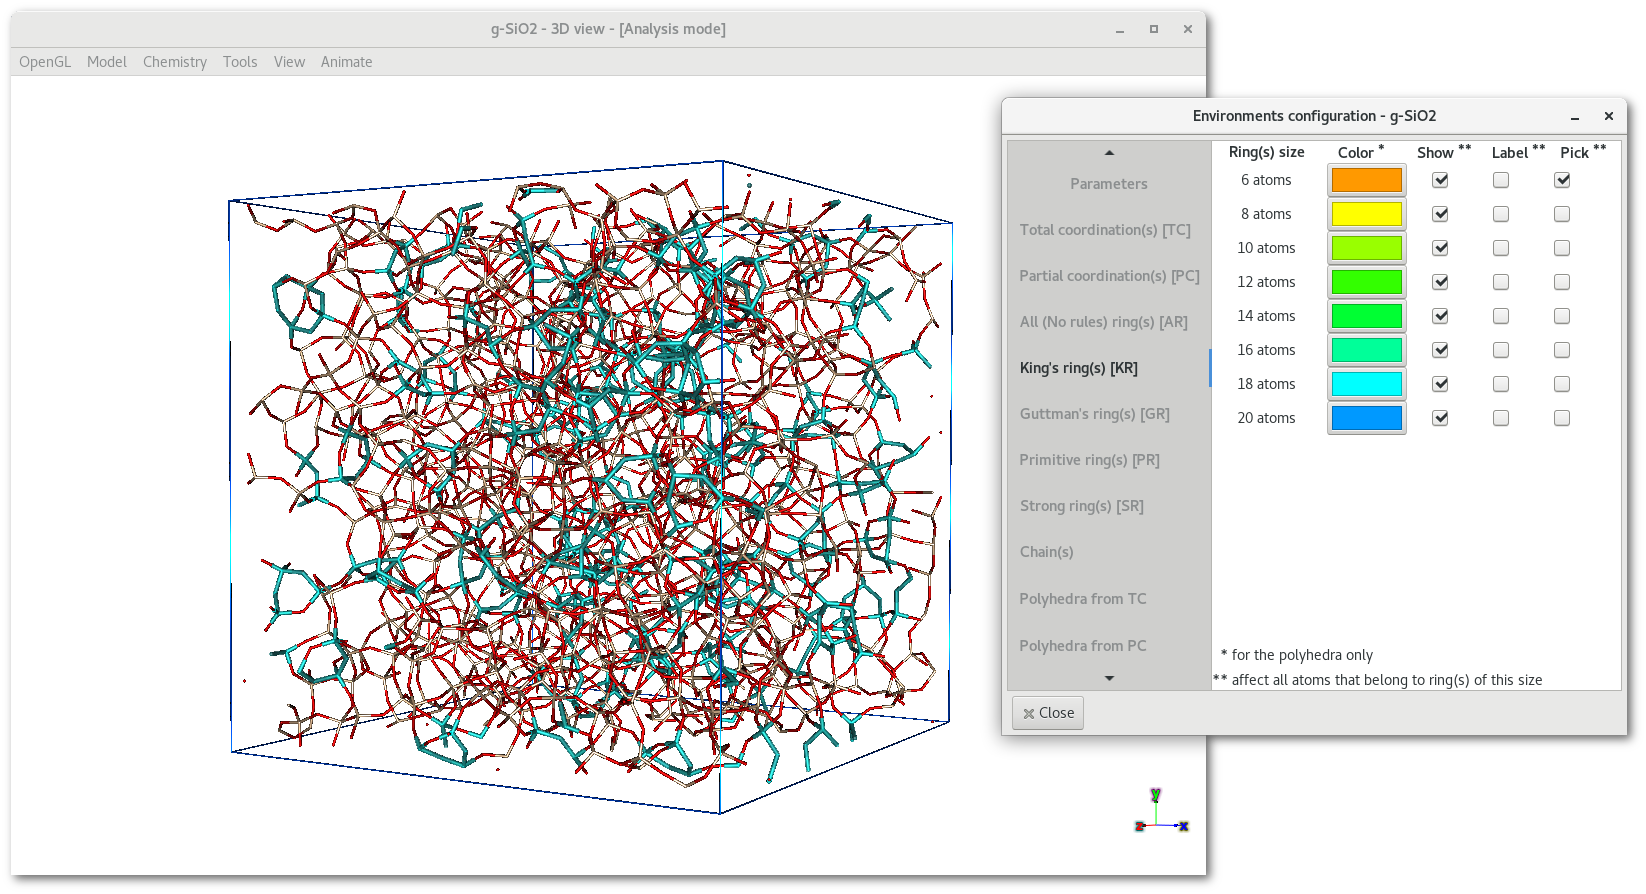 g-SiO2 - 3D view - [Analysis mode]
OpenGL Model Chemistry Tools View Animate
Environments configuration - g-SiO2
Parameters
Total coordination(s) [TC]
Partial coordination(s) [PC]
All (No rules) ring(s) [AR]
King's ring(s) [KR]
Guttman's ring(s) [GR]
Primitive ring(s) [PR]
Strong ring(s) [SR]
Chain(s)
Polyhedra from TC
Polyhedra from PC
Ring(s) size Color * Show ** Label ** Pick **
6 atoms
8 atoms
10 atoms
12 atoms
14 atoms
16 atoms
18 atoms
20 atoms
* for the polyhedra only
** affect all atoms that belong to ring(s) of this size
Close
y
z x